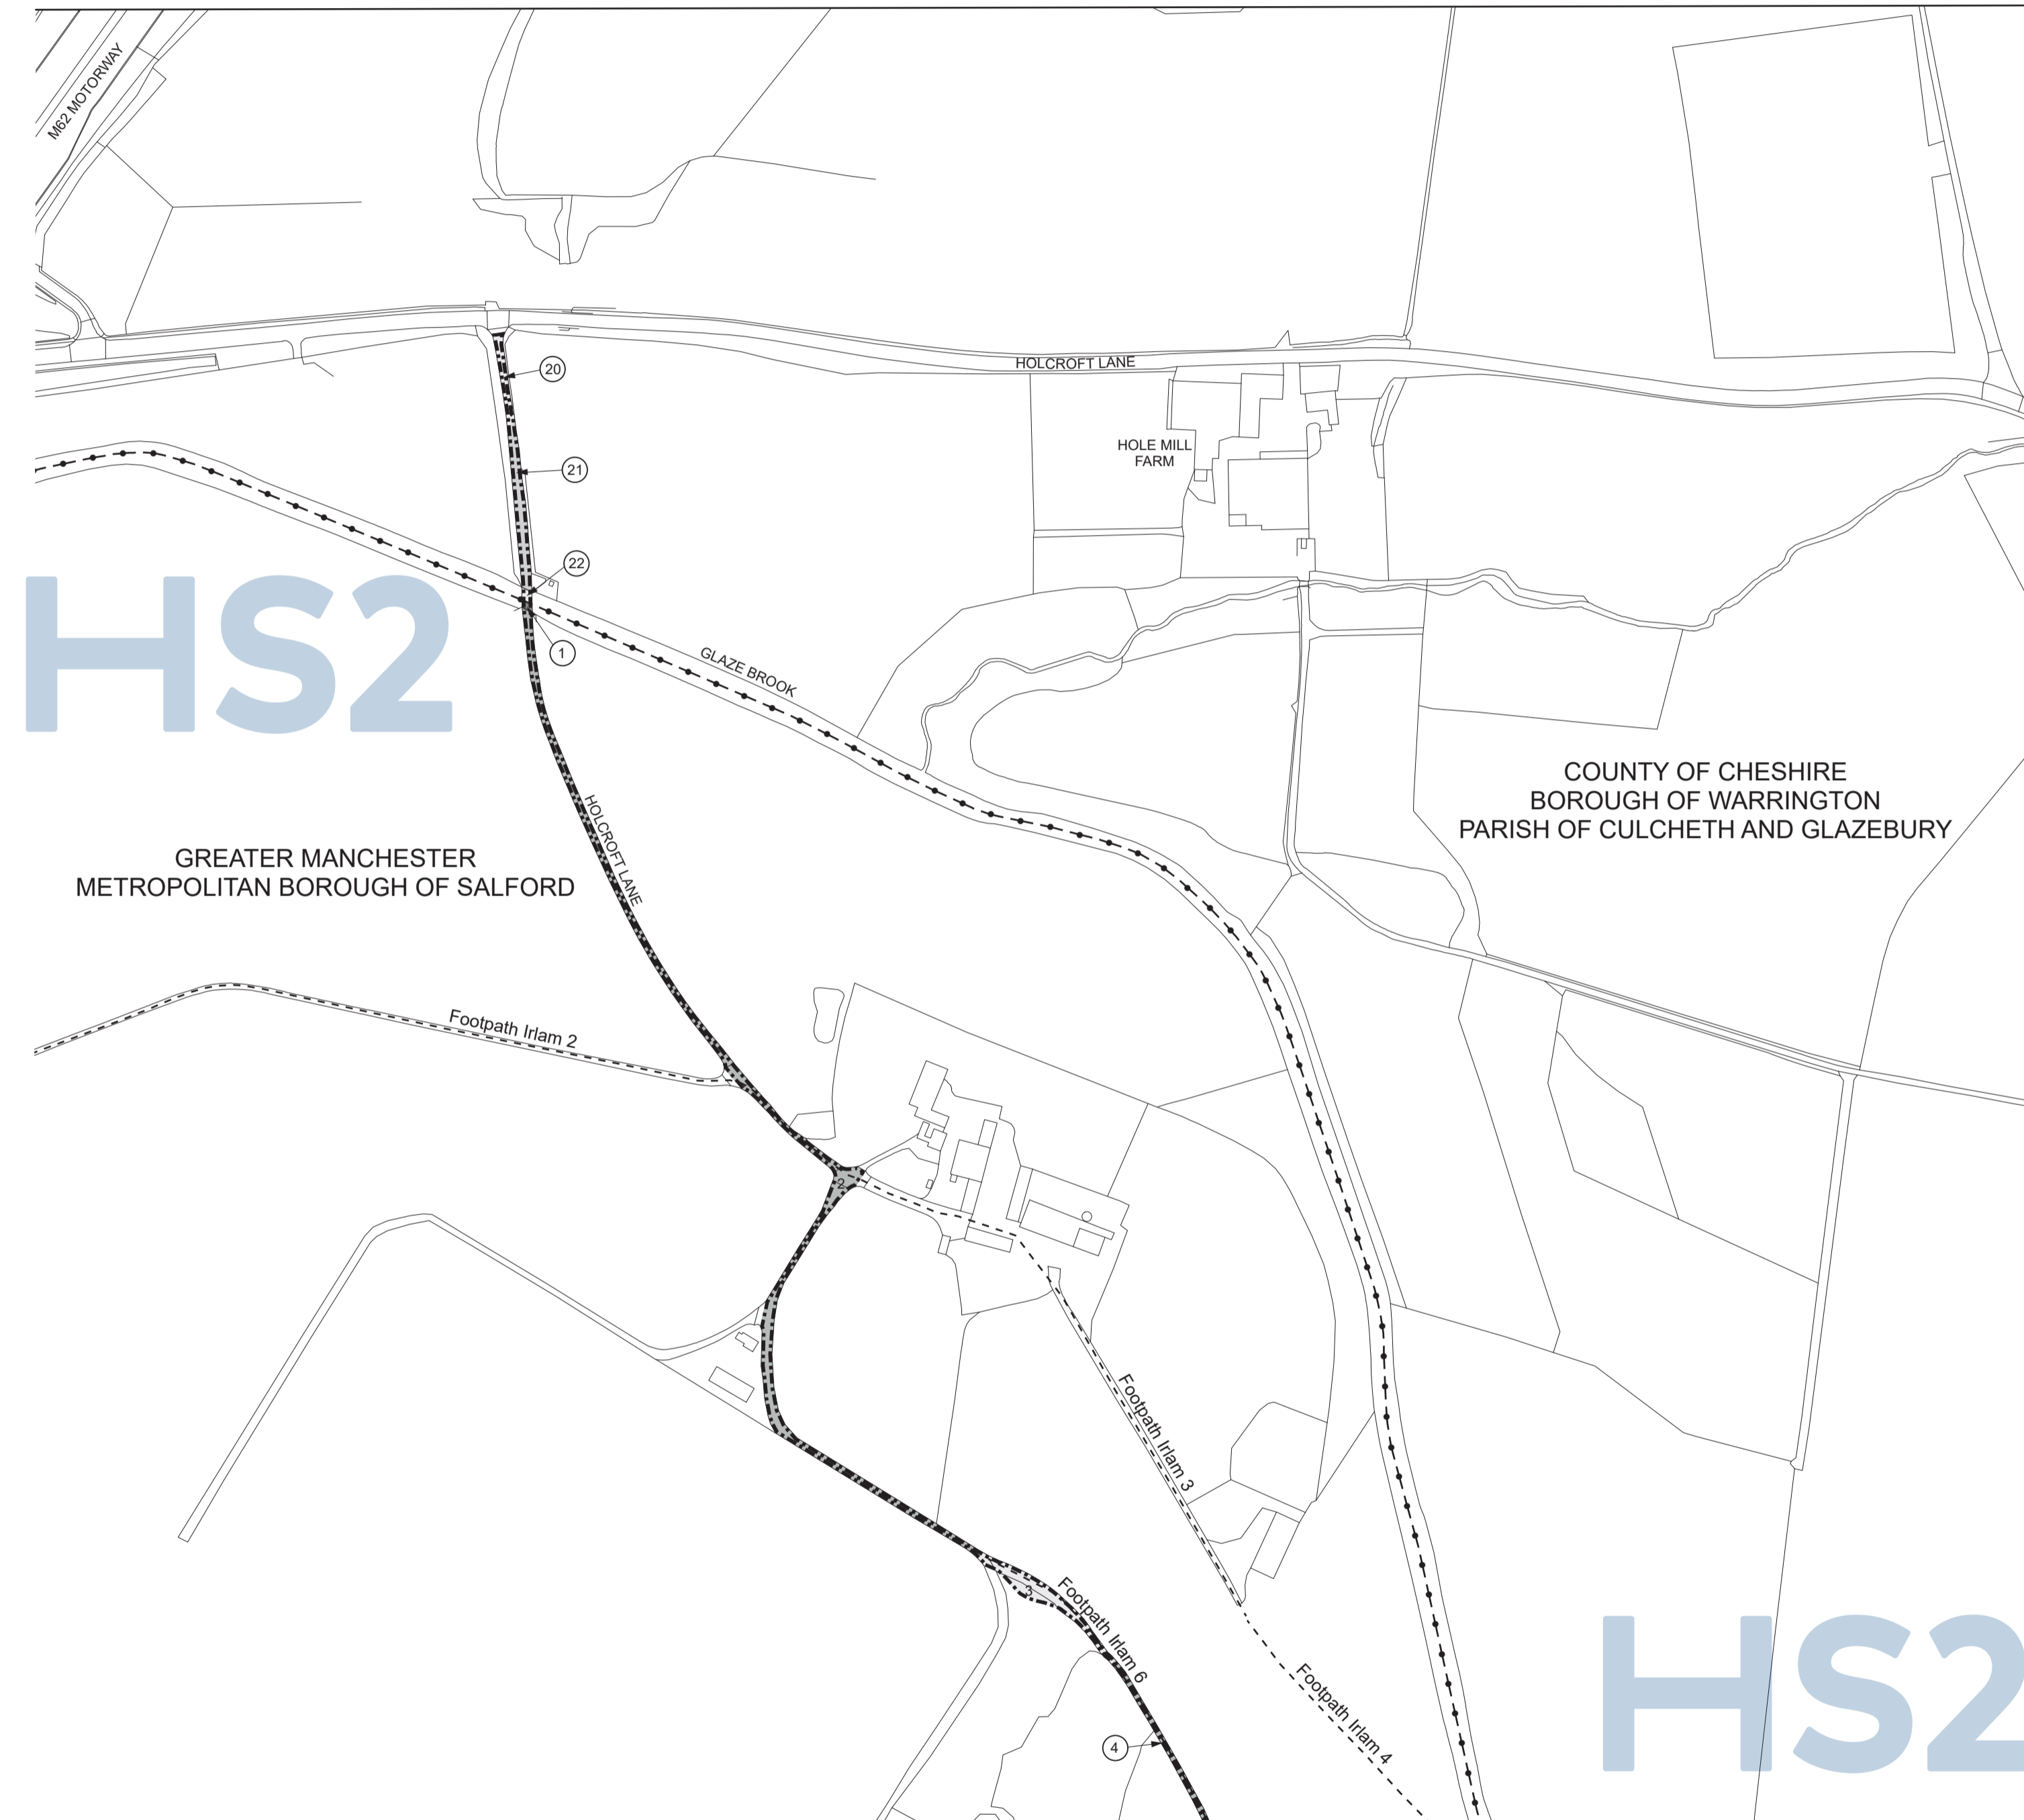 M62 MOTORWAY
HOLCROFT LANE
20
HOLE MILL
FARM
21
22
HS2
1
GLAZE BROOK
COUNTY OF CHESHIRE
BOROUGH OF WARRINGTON
PARISH OF CULCHETH AND GLAZEBURY
HOLCROFT LANE
GREATER MANCHESTER
METROPOLITAN BOROUGH OF SALFORD
Footpath Irlam 2
2
Footpath Irlam 3
3
Footpath Irlam 6
Footpath Irlam 4
HS2
4